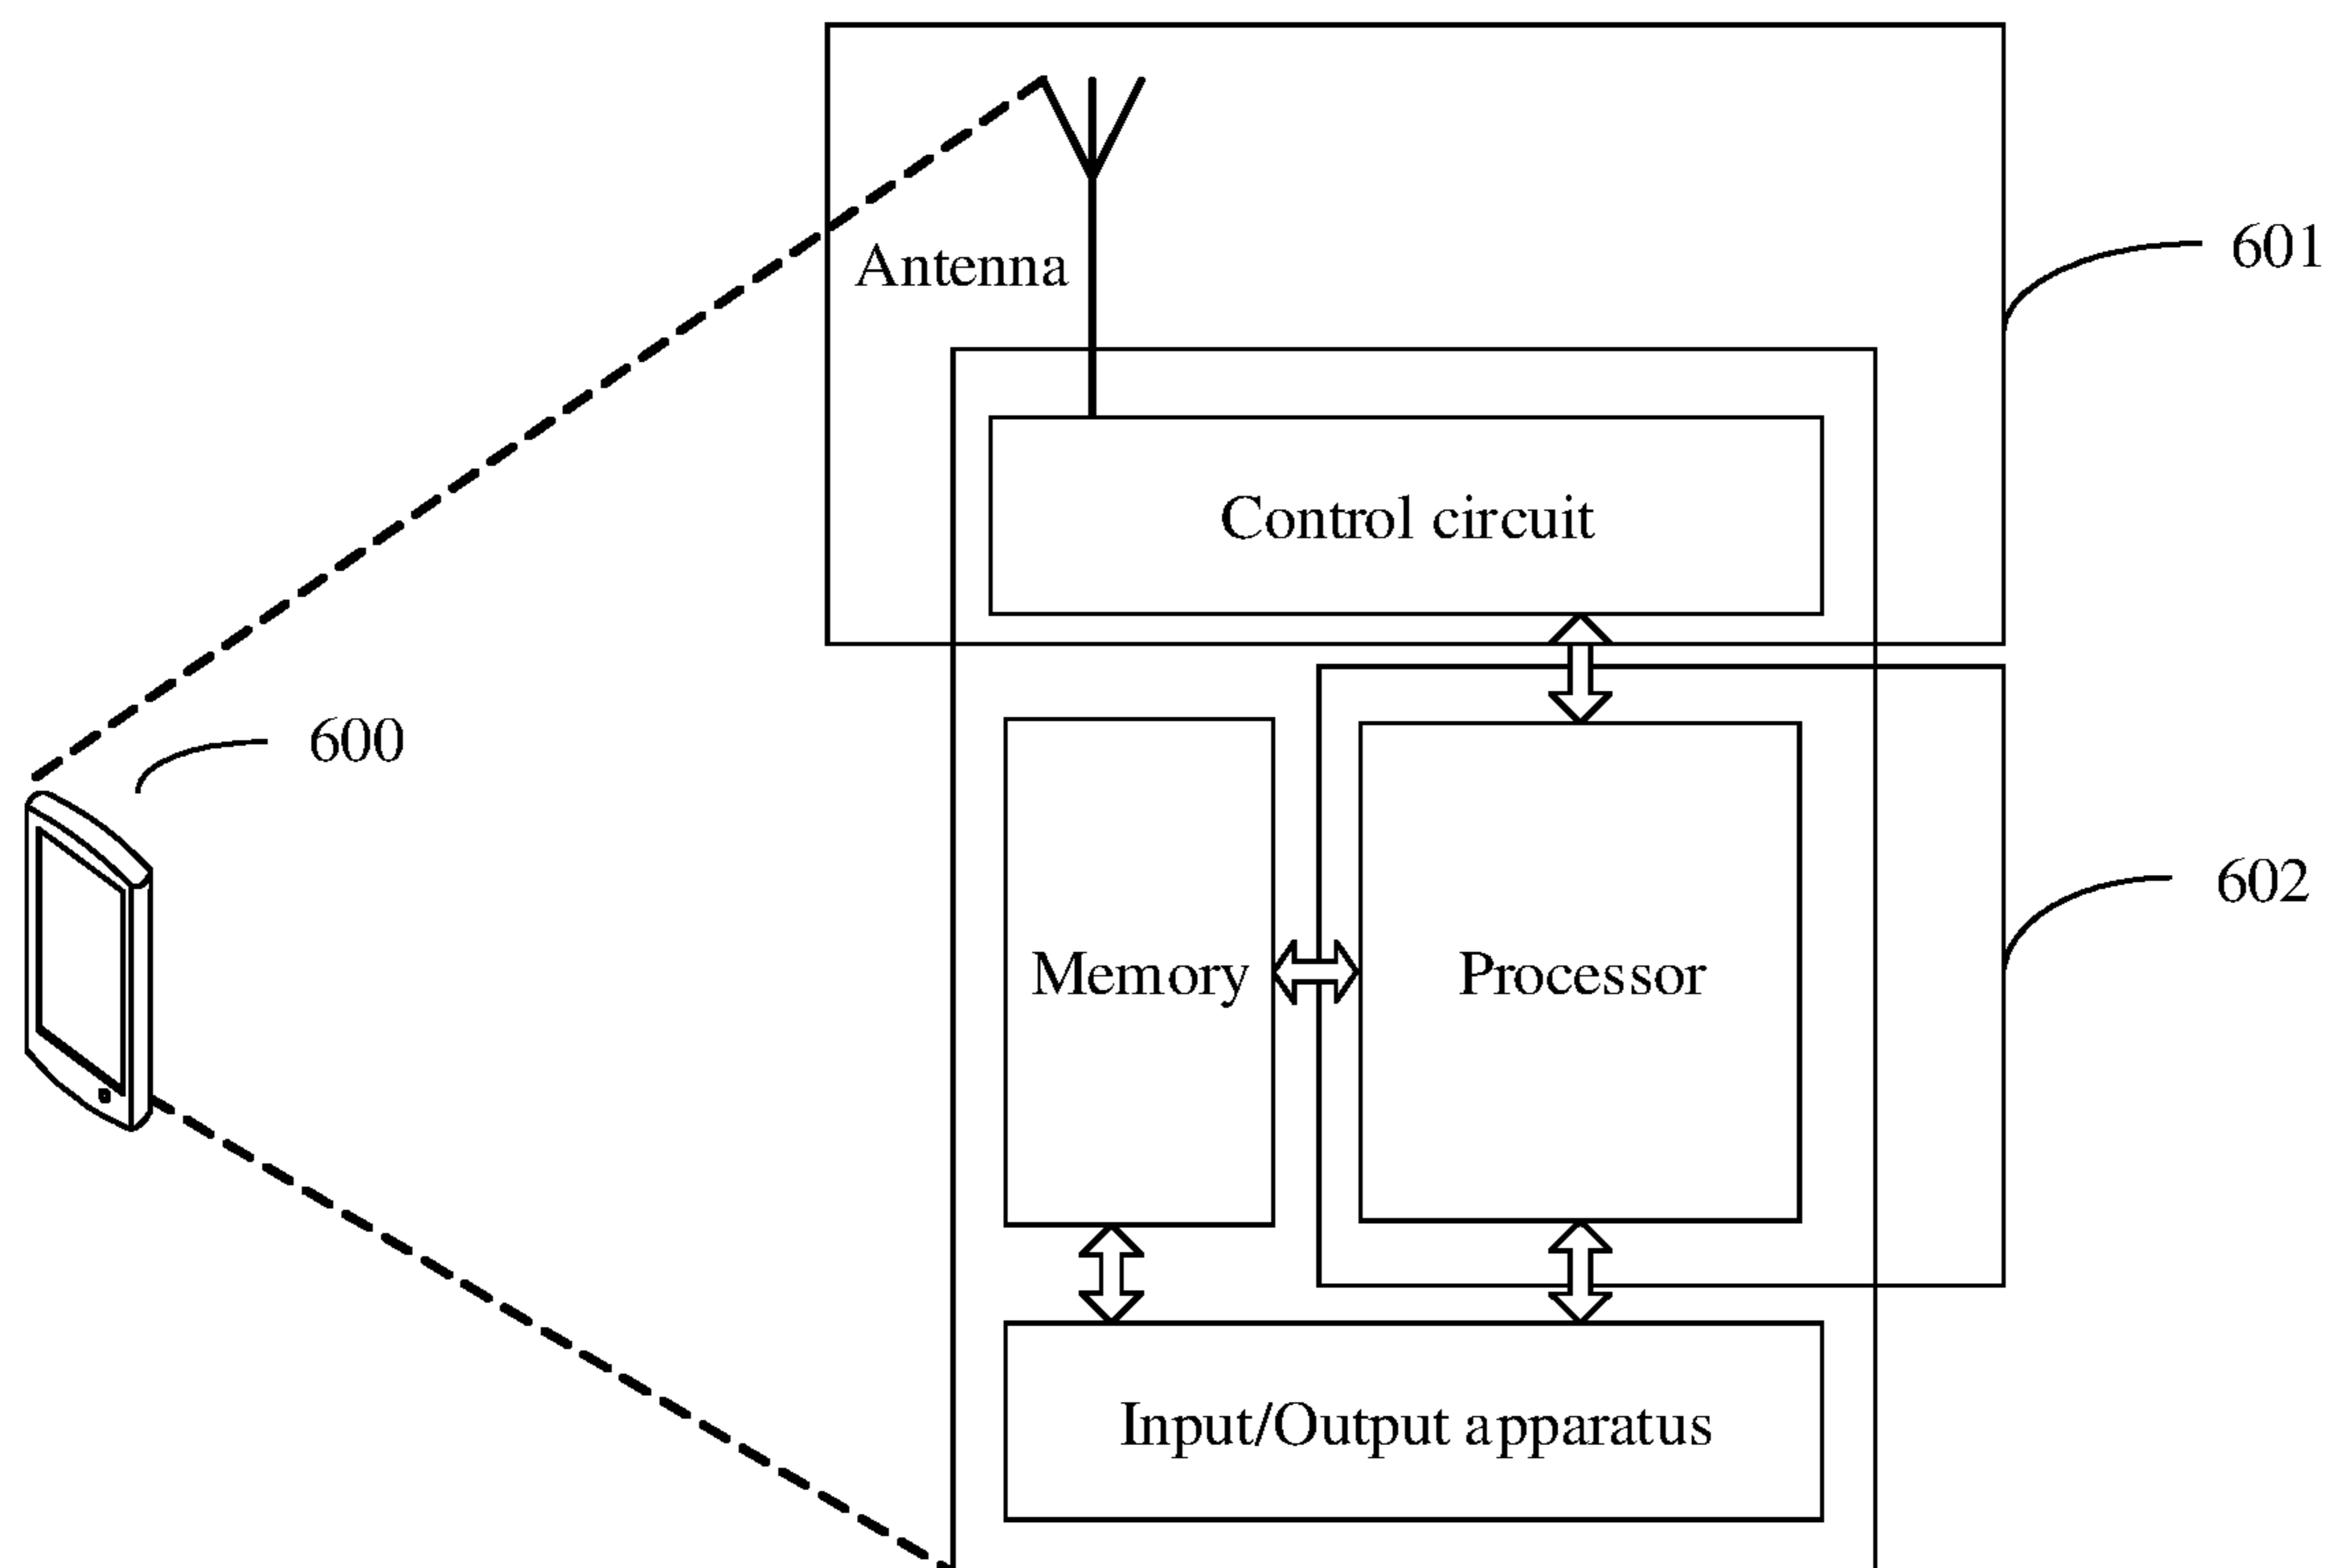 601
Antenna
Control circuit
600
602
Memory
Processor
Input/Output apparatus